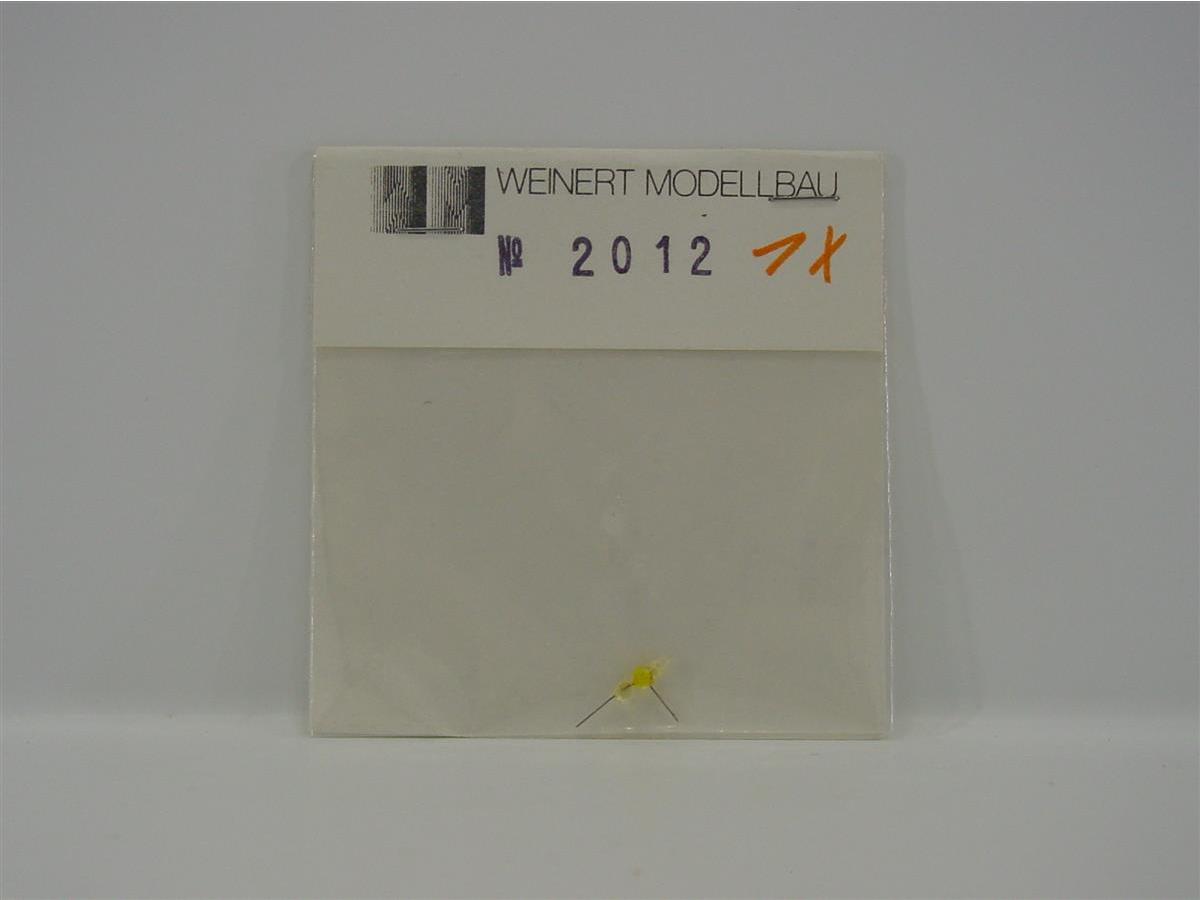 WEINERT MODELLBAU
№ 2012 1X